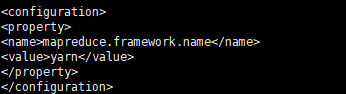 <configuration>
<property>
<name>mapreduce.framework.name</name>
<value>yarn</value>
</property>
</configuration>